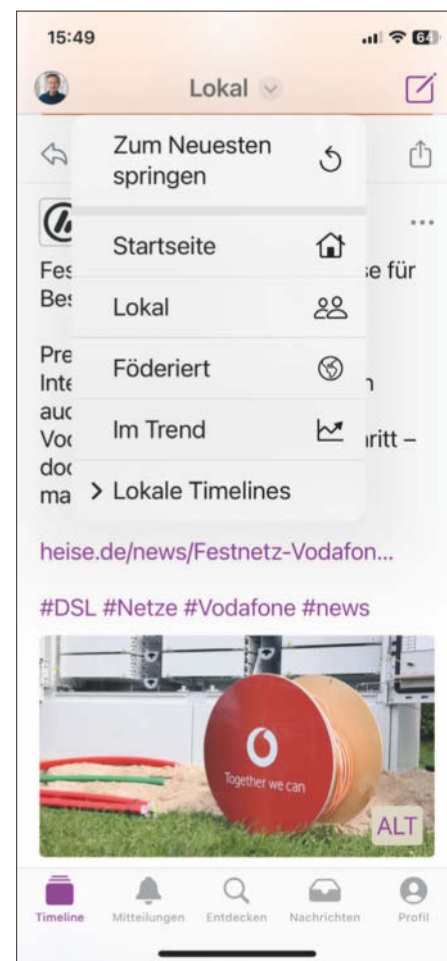 15:49
64
Lokal
Zum Neuesten
springen
Startseite
Lokal
Föderiert
Im Trend
Lokale Timelines
Fes
se für
Bes
Pre
Inte
n
auc
Vod
ritt –
doc
ma
heise.de/news/Festnetz-Vodafon...
#DSL #Netze #Vodafone #news
Together we can
ALT
Timeline
Mitteilungen
Entdecken
Nachrichten
Profil